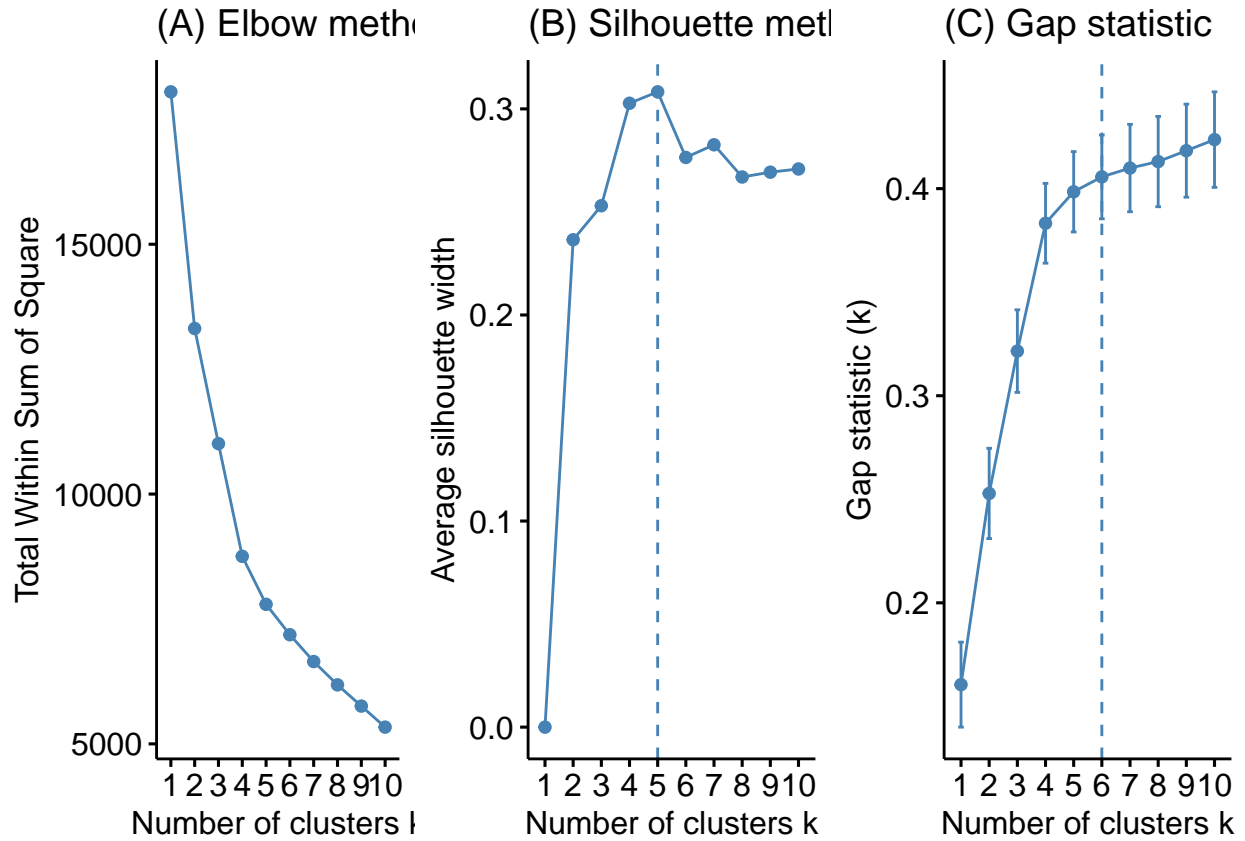 (A) Elbow meth
(B) Silhouette met
(C) Gap statistic
Total Within Sum of Square
15000
10000
5000
1 2 3 4 5 6 7 8 9 10
Number of clusters k
Average silhouette width
0.3
0.2
0.1
0.0
1 2 3 4 5 6 7 8 9 10
Number of clusters k
Gap statistic (k)
0.4
0.3
0.2
1 2 3 4 5 6 7 8 9 10
Number of clusters k